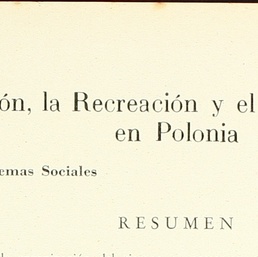 ón, la Recreación y el
en Polonia
emas Sociales
RESUMEN